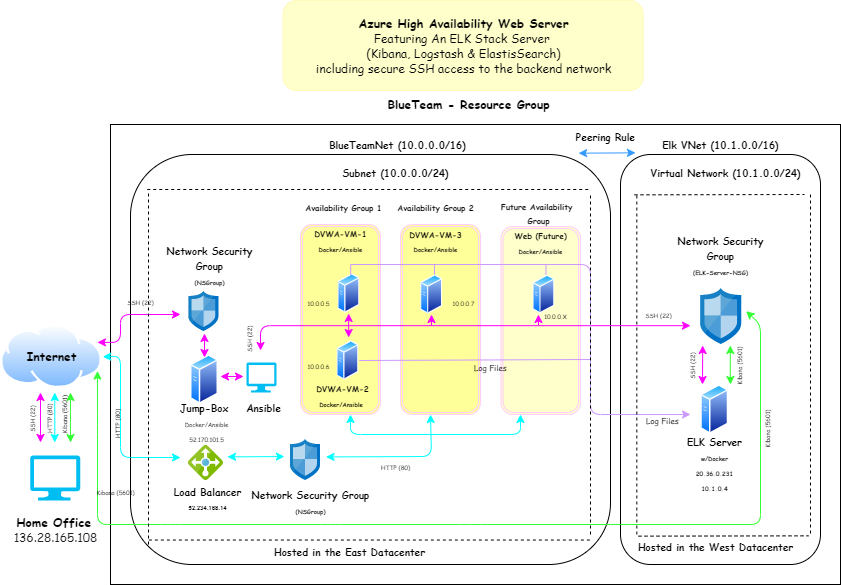 Azure High Availability Web Server
Featuring An ELK Stack Server
(Kibana, Logstash & ElastisSearch)
including secure SSH access to the backend network
BlueTeam - Resource Group
Peering Rule
BlueTeamNet (10.0.0.0/16)
Elk VNet (10.1.0.0/16)
Subnet (10.0.0.0/24)
Virtual Network (10.1.0.0/24)
Availability Group 1
Availability Group 2
Future Availability
Group
DVWA-VM-1
Docker/Ansible
DVWA-VM-3
Docker/Ansible
Web (Future)
Docker/Ansible
Network Security
Group
(NSGroup)
Network Security
Group
(ELK-Server-NSG)
SSH (22)
10.0.0.5
10.0.0.7
10.0.0.X
SSH (22)
SSH (22)
Internet
10.0.0.6
Log Files
SSH (22)
Kibana (5601)
DVWA-VM-2
Docker/Ansible
Jump-Box
Docker/Ansible
52.170.101.5
Ansible
SSH (22)
HTTP (80)
Kibana (5601)
HTTP (80)
Log Files
Kibana (5601)
ELK Server
w/Docker
20.36.0.231
10.1.0.4
HTTP (80)
Load Balancer
52.234.188.14
Network Security Group
(NSGroup)
Kibana (5601)
Home Office
136.28.165.108
Hosted in the East Datacenter
Hosted in the West Datacenter